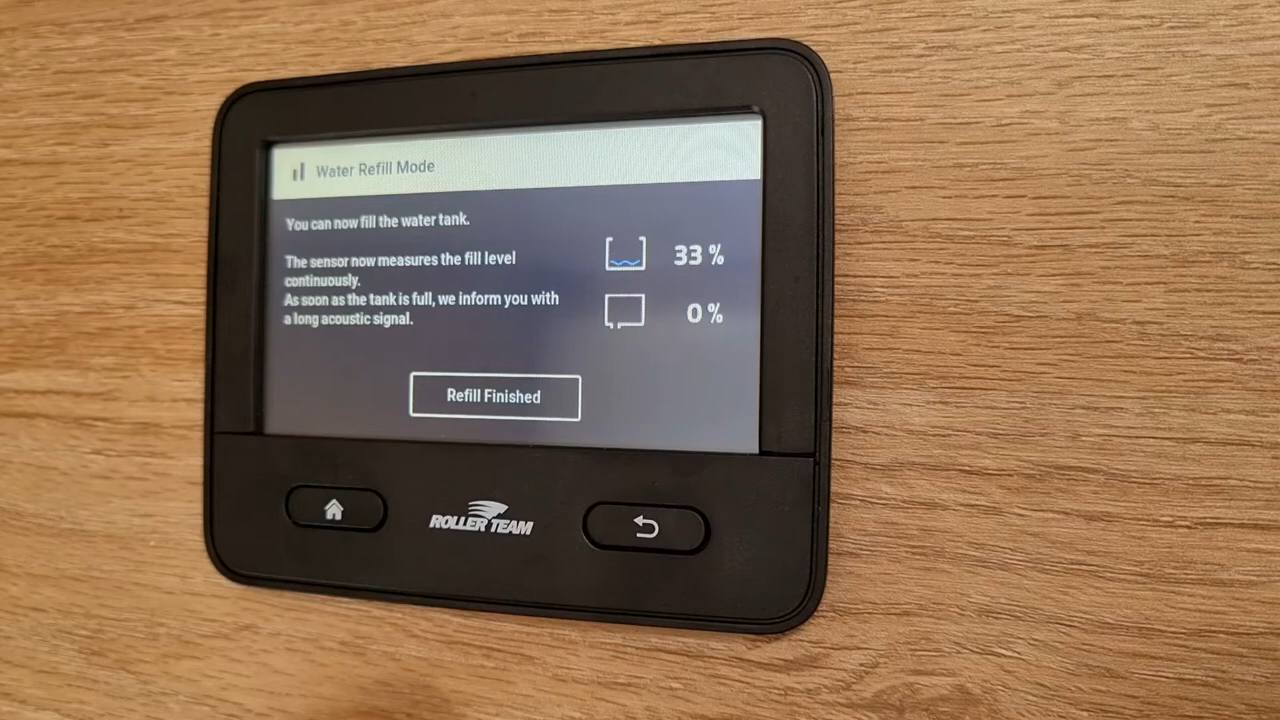 Water Refill Mode
You can now fill the water tank.
The sensor now measures the fill level
continuously.
As soon as the tank is full, we inform you with
a long acoustic signal.
33 %
0 %
Refill Finished
ROLLER TEAM